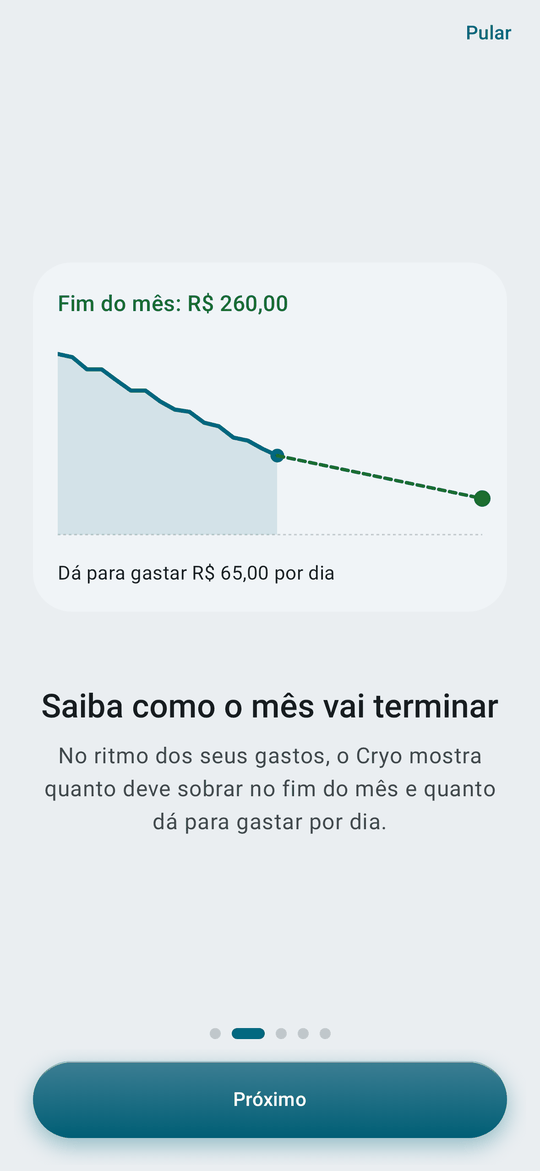 Pular
Fim do mês: R$ 260,00
Dá para gastar R$ 65,00 por dia
Saiba como o mês vai terminar
No ritmo dos seus gastos, o Cryo mostra
quanto deve sobrar no fim do mês e quanto
dá para gastar por dia.
Próximo